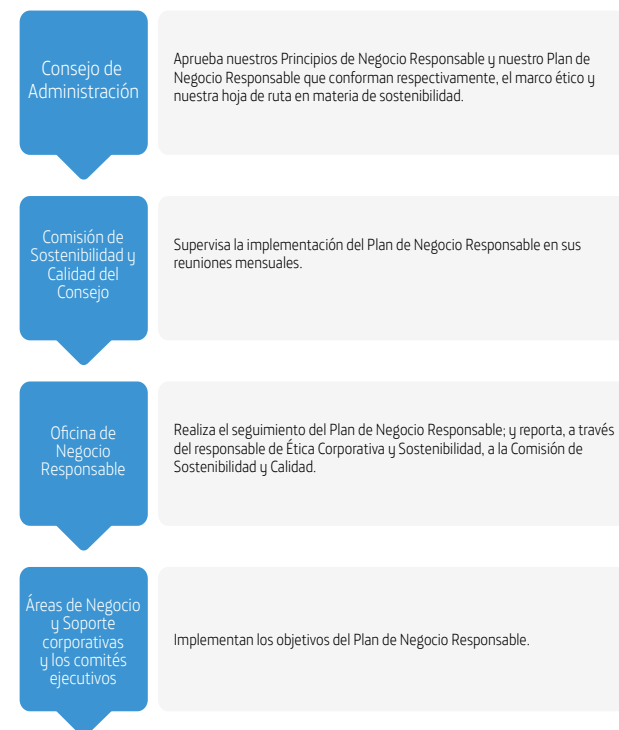 Consejo de
Administración
Aprueba nuestros Principios de Negocio Responsable y nuestro Plan de
Negocio Responsable que conforman respectivamente, el marco ético y
nuestra hoja de ruta en materia de sostenibilidad.
Comisión de
Sostenibilidad y
Calidad del
Consejo
Supervisa la implementación del Plan de Negocio Responsable en sus
reuniones mensuales.
Oficina de
Negocio
Responsable
Realiza el seguimiento del Plan de Negocio Responsable; y reporta, a través
del responsable de Ética Corporativa y Sostenibilidad, a la Comisión de
Sostenibilidad y Calidad.
Áreas de Negocio
y Soporte
corporativas
y los comités
ejecutivos
Implementan los objetivos del Plan de Negocio Responsable.